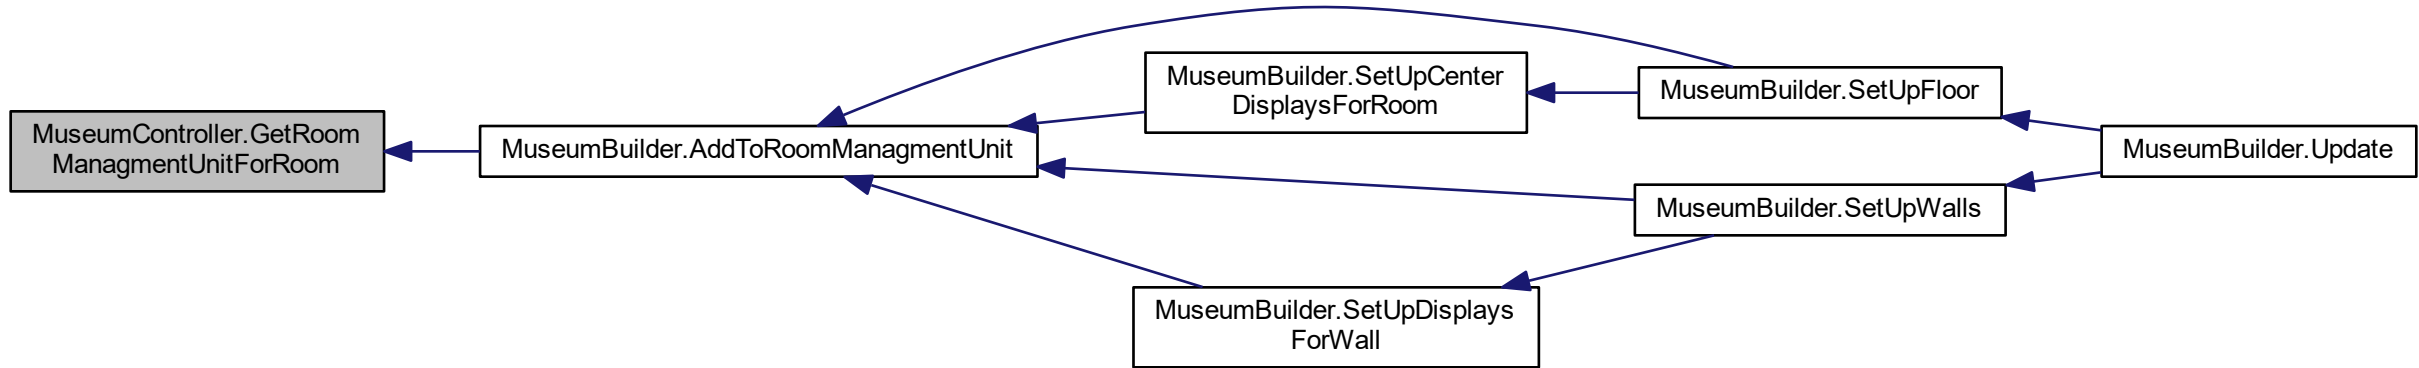 MuseumController.GetRoom
ManagmentUnitForRoom
MuseumBuilder.AddToRoomManagmentUnit
MuseumBuilder.SetUpCenter
DisplaysForRoom
MuseumBuilder.SetUpFloor
MuseumBuilder.Update
MuseumBuilder.SetUpWalls
MuseumBuilder.SetUpDisplays
ForWall